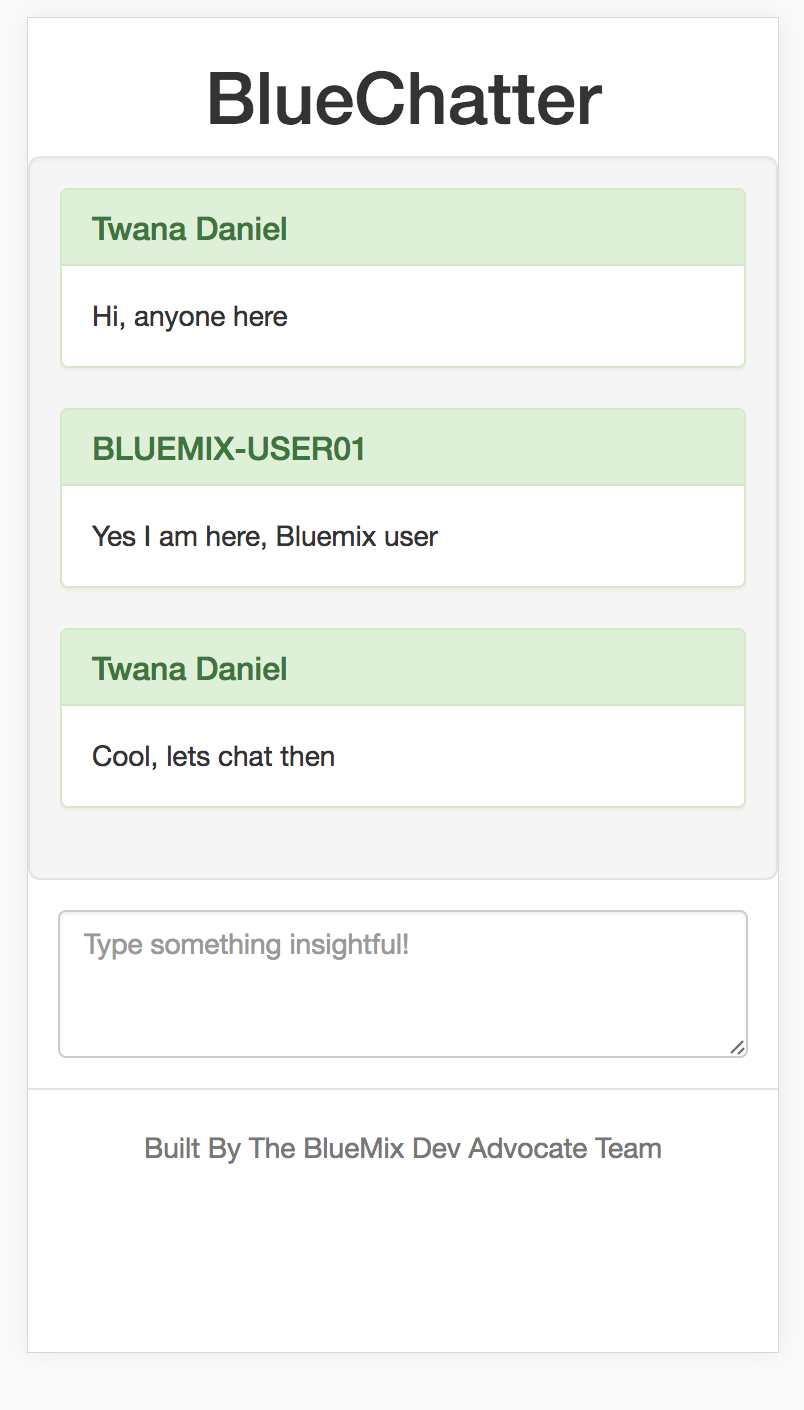 BlueChatter
Twana Daniel
Hi, anyone here
BLUEMIX-USER01
Yes I am here, Bluemix user
Twana Daniel
Cool, lets chat then
Type something insightful!
Built By The BlueMix Dev Advocate Team